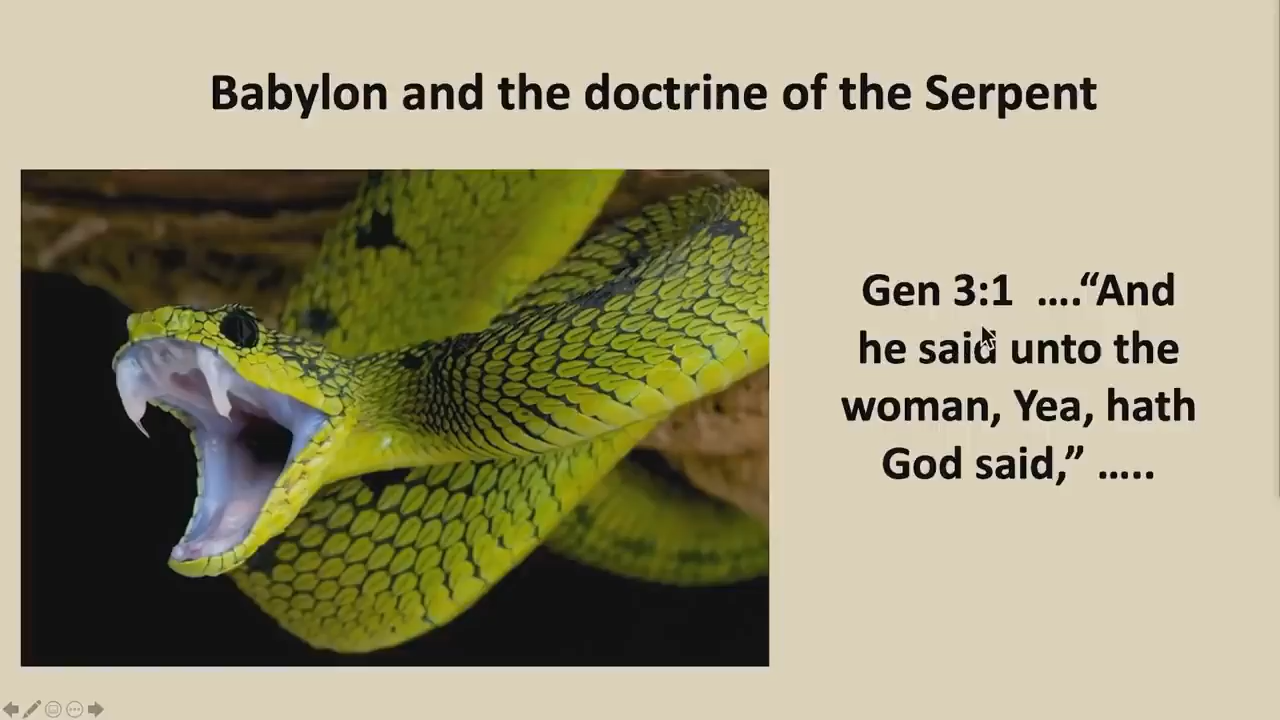 Babylon and the doctrine of the Serpent
Gen 3:1  ....“And
he said unto the
woman, Yea, hath
God said,” .....